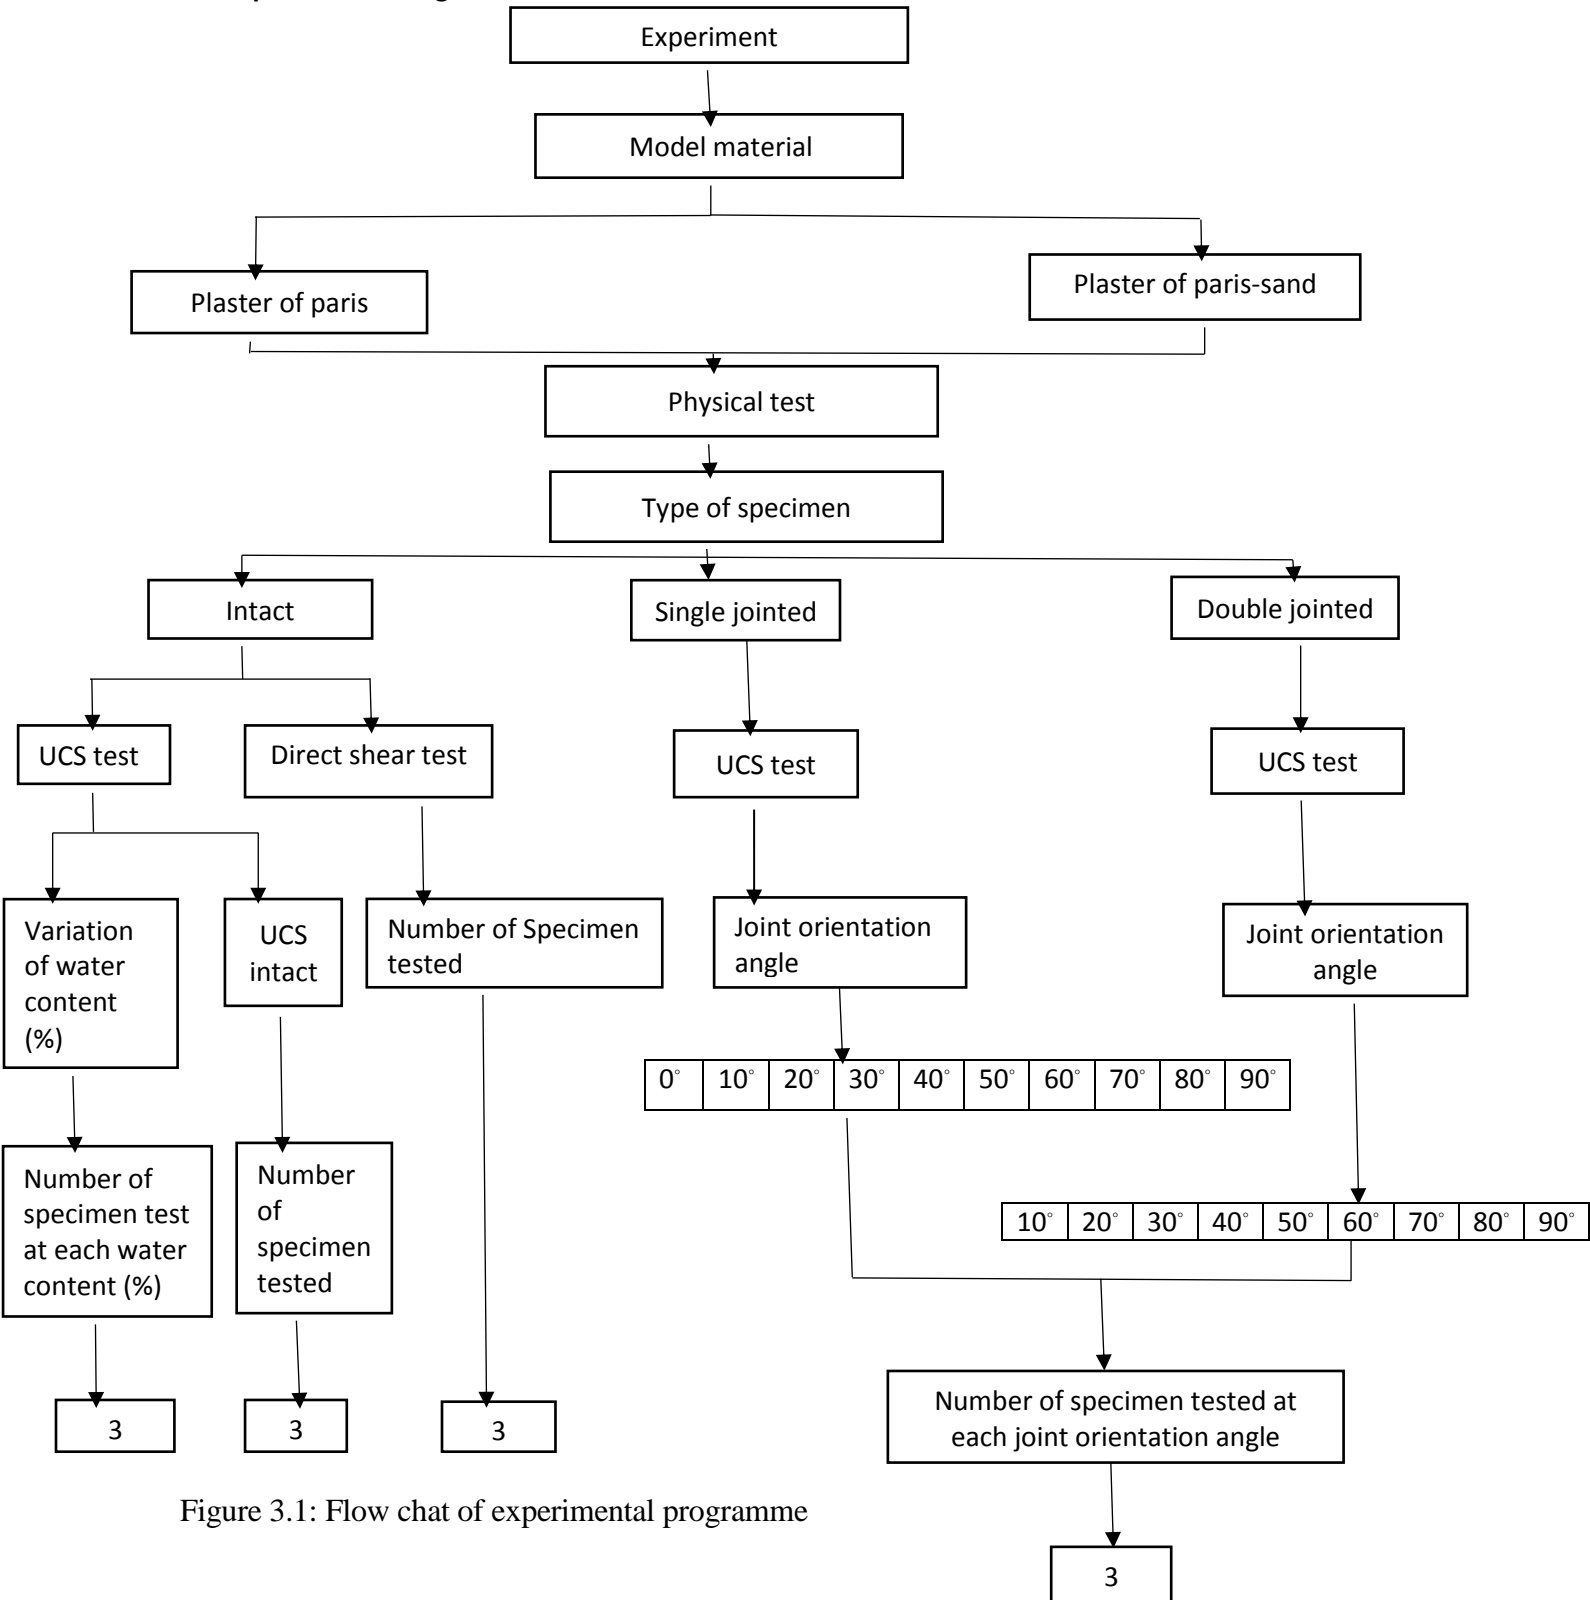 Experiment
Model material
Plaster of paris
Plaster of paris-sand
Physical test
Type of specimen
Intact
Single jointed
Double jointed
UCS test
Direct shear test
UCS test
UCS test
Variation
of water
content
(%)
UCS
intact
Number of Specimen
tested
Joint orientation
angle
Joint orientation
angle
0° 10° 20° 30° 40° 50° 60° 70° 80° 90°
Number of
specimen test
at each water
content (%)
Number
of
specimen
tested
10° 20° 30° 40° 50° 60° 70° 80° 90°
3
3
3
Number of specimen tested at
each joint orientation angle
Figure 3.1: Flow chat of experimental programme
3